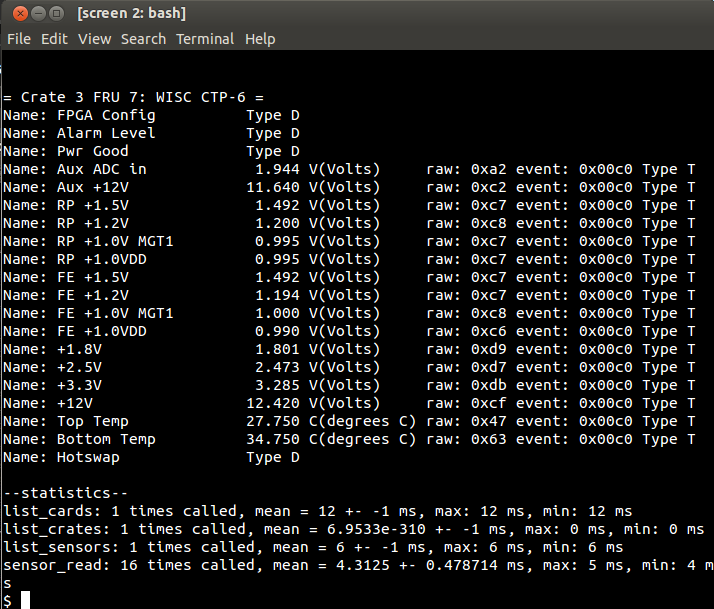 [screen 2: bash]
File Edit View Search Terminal Help
= Crate 3 FRU 7: WISC CTP-6 =
Name: FPGA Config Type D
Name: Alarm Level Type D
Name: Pwr Good Type D
Name: Aux ADC in 1.944 V(Volts) raw: 0xa2 event: 0x00c0 Type T
Name: Aux +12V 11.640 V(Volts) raw: 0xc2 event: 0x00c0 Type T
Name: RP +1.5V 1.492 V(Volts) raw: 0xc7 event: 0x00c0 Type T
Name: RP +1.2V 1.200 V(Volts) raw: 0xc8 event: 0x00c0 Type T
Name: RP +1.0V MGT1 0.995 V(Volts) raw: 0xc7 event: 0x00c0 Type T
Name: RP +1.0VDD 0.995 V(Volts) raw: 0xc7 event: 0x00c0 Type T
Name: FE +1.5V 1.492 V(Volts) raw: 0xc7 event: 0x00c0 Type T
Name: FE +1.2V 1.194 V(Volts) raw: 0xc7 event: 0x00c0 Type T
Name: FE +1.0V MGT1 1.000 V(Volts) raw: 0xc8 event: 0x00c0 Type T
Name: FE +1.0VDD 0.990 V(Volts) raw: 0xc6 event: 0x00c0 Type T
Name: +1.8V 1.801 V(Volts) raw: 0xd9 event: 0x00c0 Type T
Name: +2.5V 2.473 V(Volts) raw: 0xd7 event: 0x00c0 Type T
Name: +3.3V 3.285 V(Volts) raw: 0xdb event: 0x00c0 Type T
Name: +12V 12.420 V(Volts) raw: 0xcf event: 0x00c0 Type T
Name: Top Temp 27.750 C(degrees C) raw: 0x47 event: 0x00c0 Type T
Name: Bottom Temp 34.750 C(degrees C) raw: 0x63 event: 0x00c0 Type T
Name: Hotswap Type D
--statistics--
list_cards: 1 times called, mean = 12 +- -1 ms, max: 12 ms, min: 12 ms
list_crates: 1 times called, mean = 6.9533e-310 +- -1 ms, max: 0 ms, min: 0 ms
list_sensors: 1 times called, mean = 6 +- -1 ms, max: 6 ms, min: 6 ms
sensor_read: 16 times called, mean = 4.3125 +- 0.478714 ms, max: 5 ms, min: 4 m
s
$